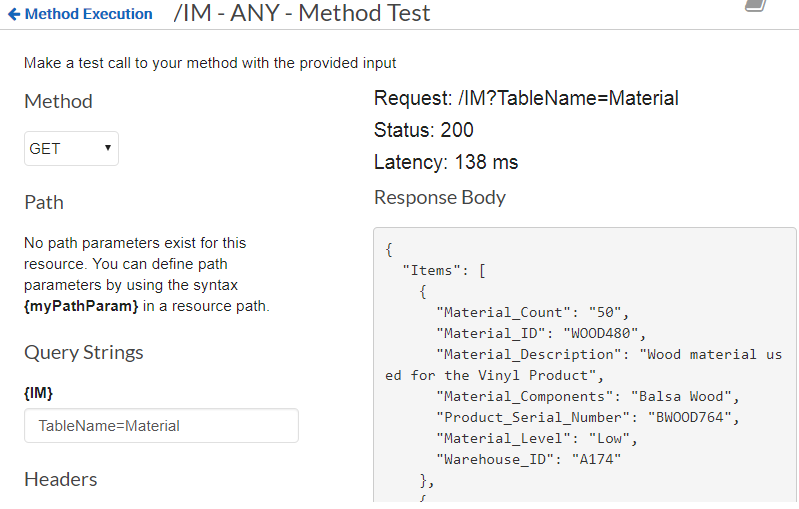 Method Execution /IM - ANY - Method Test
Make a test call to your method with the provided input
Method
GET
Path
No path parameters exist for this
resource. You can define path
parameters by using the syntax
{myPathParam} in a resource path.
Query Strings
{IM}
TableName=Material
Headers
Request: /IM?TableName=Material
Status: 200
Latency: 138 ms
Response Body
{
"Items": [
{
"Material_Count": "50",
"Material_ID": "WOOD480",
"Material_Description": "Wood material us
ed for the Vinyl Product",
"Material_Components": "Balsa Wood",
"Product_Serial_Number": "BWOOD764",
"Material_Level": "Low",
"Warehouse_ID": "A174"
},
{